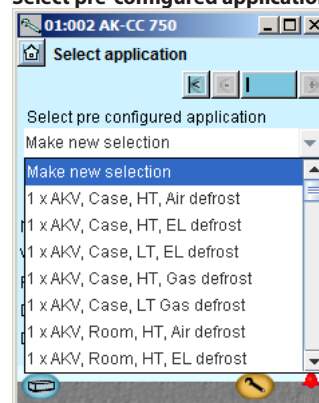 Select pre-configured application
01:002 AK-CC 750
Select application
Select pre configured application
Make new selection
Make new selection
1 x AKV, Case, HT, Air defrost
1 x AKV, Case, HT, EL defrost
1 x AKV, Case, LT, EL defrost
1 x AKV, Case, HT, Gas defrost
1 x AKV, Case, LT Gas defrost
1 x AKV, Room, HT, Air defrost
1 x AKV, Room, HT, EL defrost